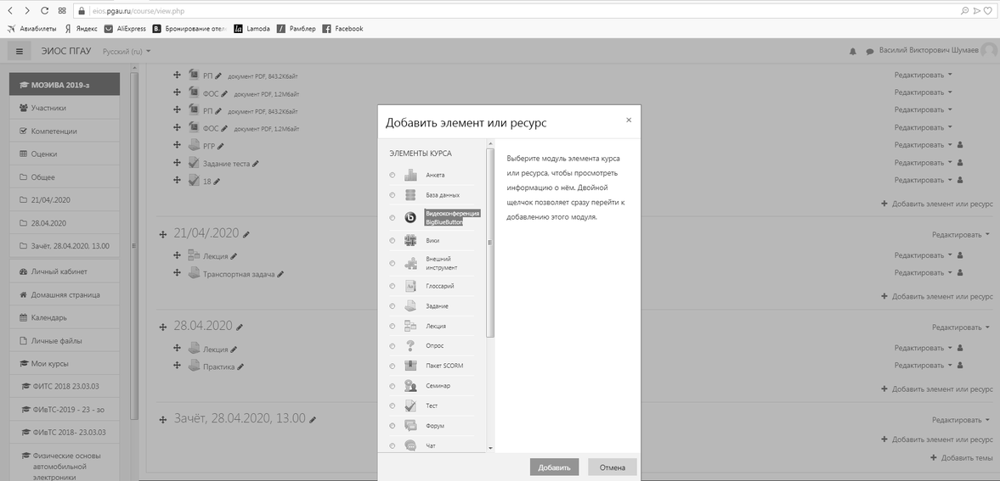 eios.pgau.ru/course/view.php
Авиабилеты Яндекс AliExpress B. Бронирование отел la Lamoda Рамблер Facebook
ЭИОС ПГАУ Русский (ru) Василий Викторович Шумаев
МОЭИВА 2019-з
Участники
Компетенции
Оценки
Общее
21/04/.2020
28.04.2020
Зачёт, 28.04.2020, 13.00
Личный кабинет
Домашняя страница
Календарь
Личные файлы
Мои курсы
ФИТС 2018 23.03.03
ФИвТС-2019 - 23 - зо
ФИвТС 2018- 23.03.03
Физические основы
автомобильной
электроники
РП документ PDF, 843.2Кбайт Редактировать
ФОС документ PDF, 1.2Мбайт Редактировать
РП документ PDF, 843.2Кбайт Редактировать
ФОС документ PDF, 1.2Мбайт Редактировать
РГР Редактировать
Задание теста Редактировать
18 Редактировать
+ Добавить элемент или ресурс
21/04/.2020 Редактировать
Лекция Редактировать
Транспортная задача Редактировать
+ Добавить элемент или ресурс
28.04.2020 Редактировать
Лекция Редактировать
Практика Редактировать
+ Добавить элемент или ресурс
Зачёт, 28.04.2020, 13.00 Редактировать
+ Добавить элемент или ресурс
+ Добавить темы
Добавить элемент или ресурс ×
ЭЛЕМЕНТЫ КУРСА
Анкета
База данных
Видеоконференция
BigBlueButton
Вики
Внешний
инструмент
Глоссарий
Задание
Лекция
Опрос
Пакет SCORM
Семинар
Тест
Форум
Чат
Выберите модуль элемента курса
или ресурса, чтобы просмотреть
информацию о нём. Двойной
щелчок позволяет сразу перейти к
добавлению этого модуля.
Добавить Отмена